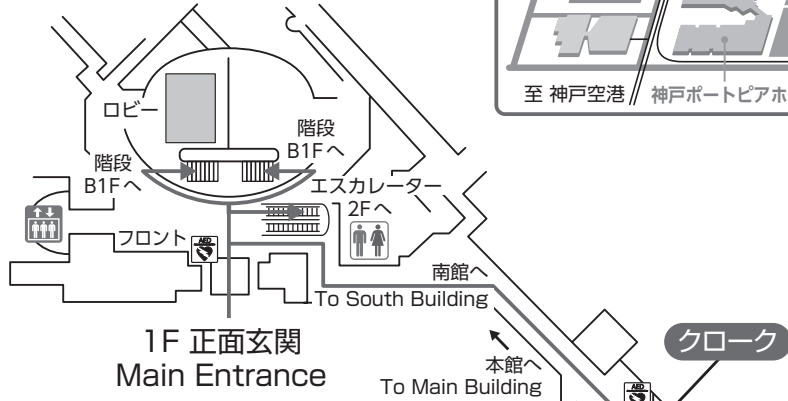 至 神戸空港
神戸ポートピアホ
ロビー
階段
B1Fへ
階段
B1Fへ
エスカレーター
2Fへ
フロント
AED
南館へ
To South Building
1F 正面玄関
Main Entrance
本館へ
To Main Building
クローク
AED